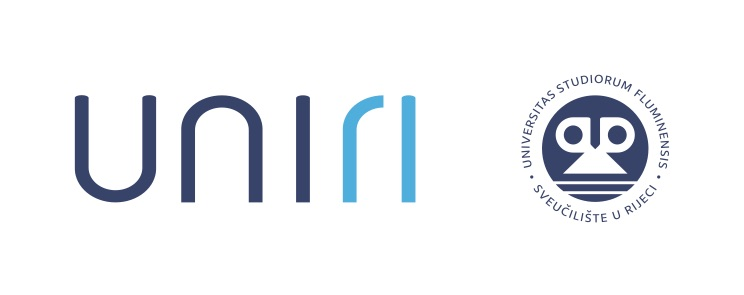 uniri
UNIVERSITAS STUDIORUM FLUMINENSIS
• SVEUČILIŠTE U RIJECI •